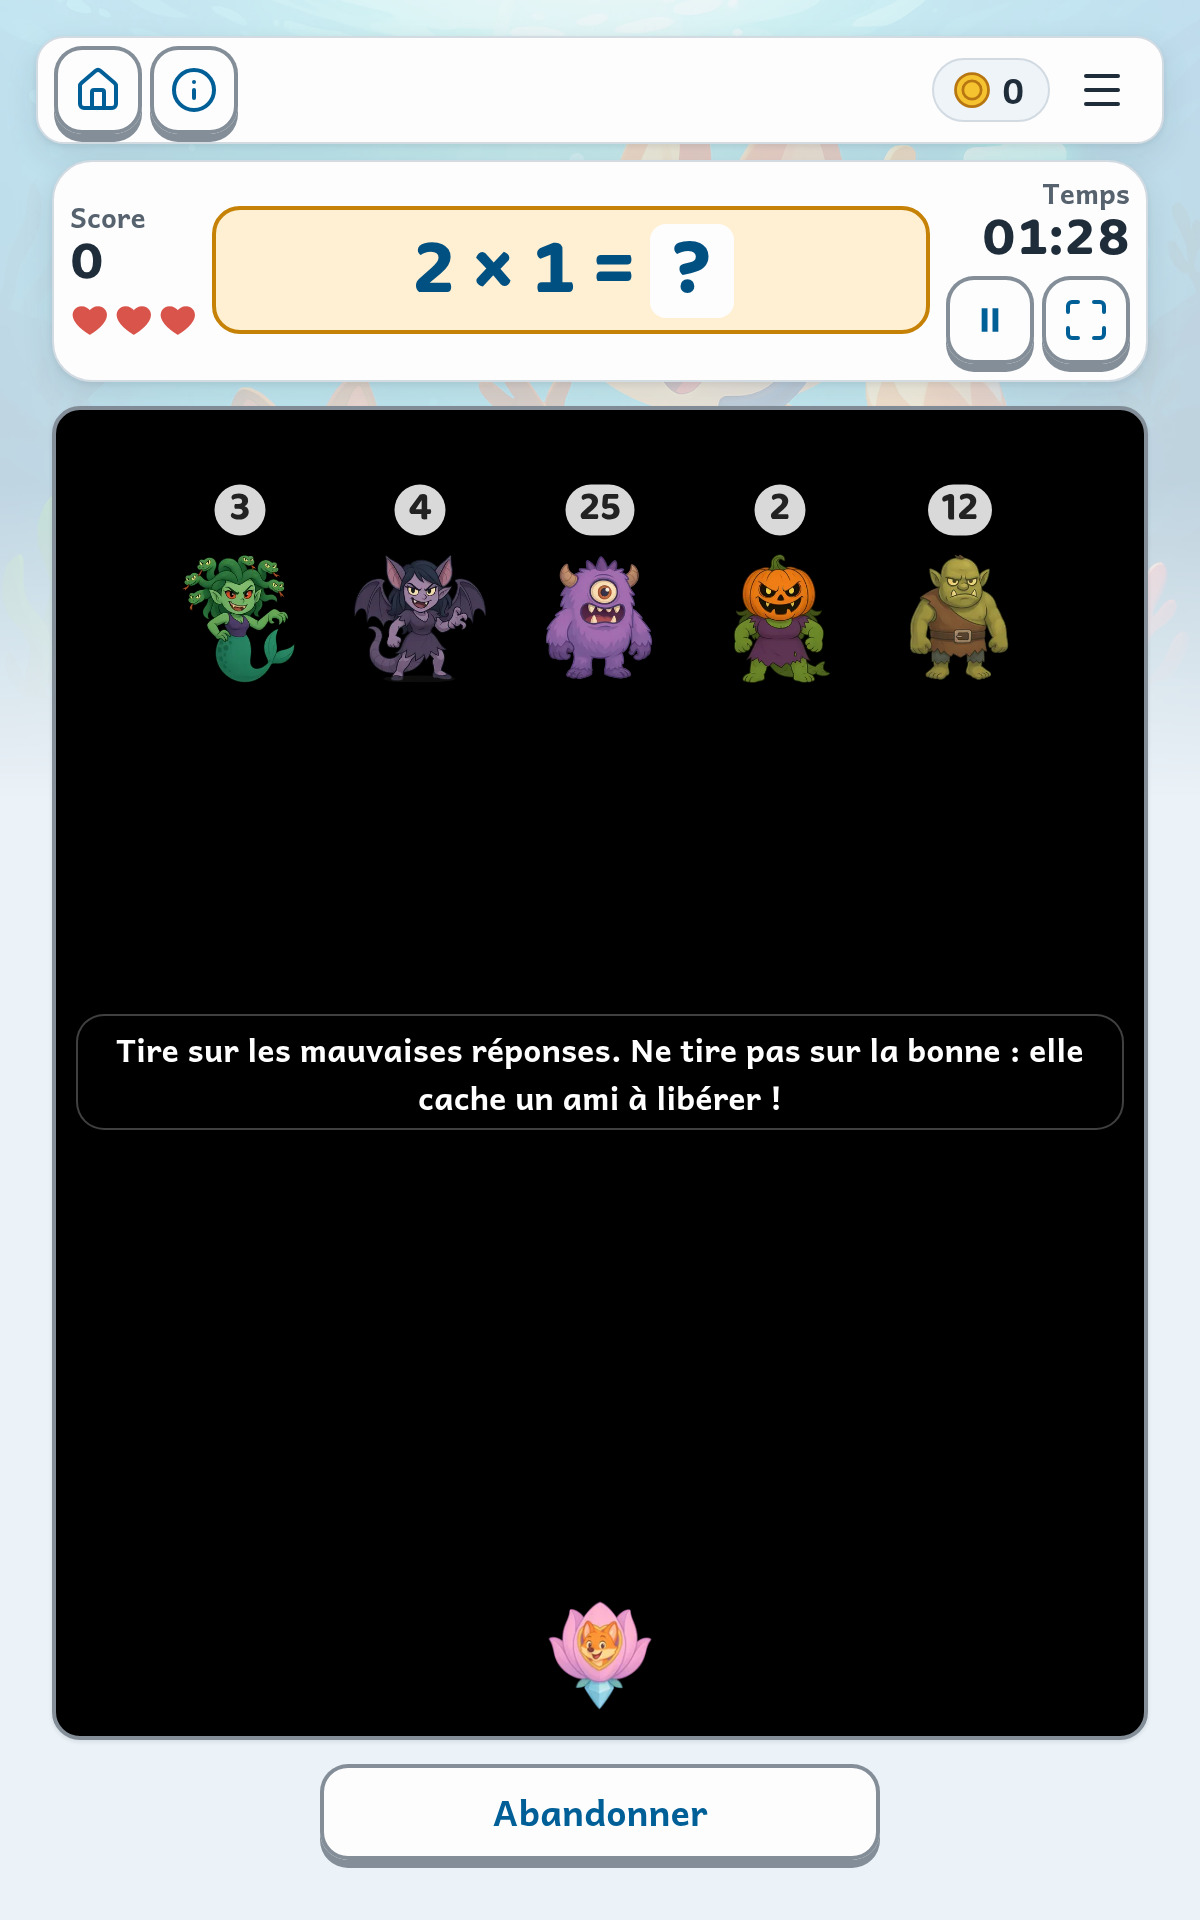 0
Score
0
2 × 1 = ?
Temps
01:28
3 4 25 2 12
Tire sur les mauvaises réponses. Ne tire pas sur la bonne : elle
cache un ami à libérer !
Abandonner